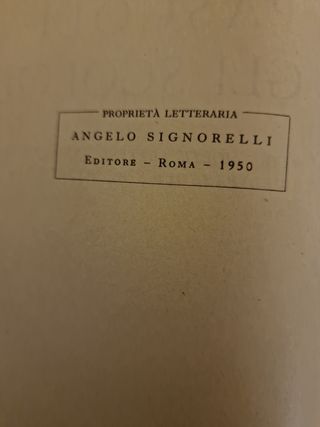 PROPRIETÀ LETTERARIA
ANGELO SIGNORELLI
EDITORE – ROMA – 1950